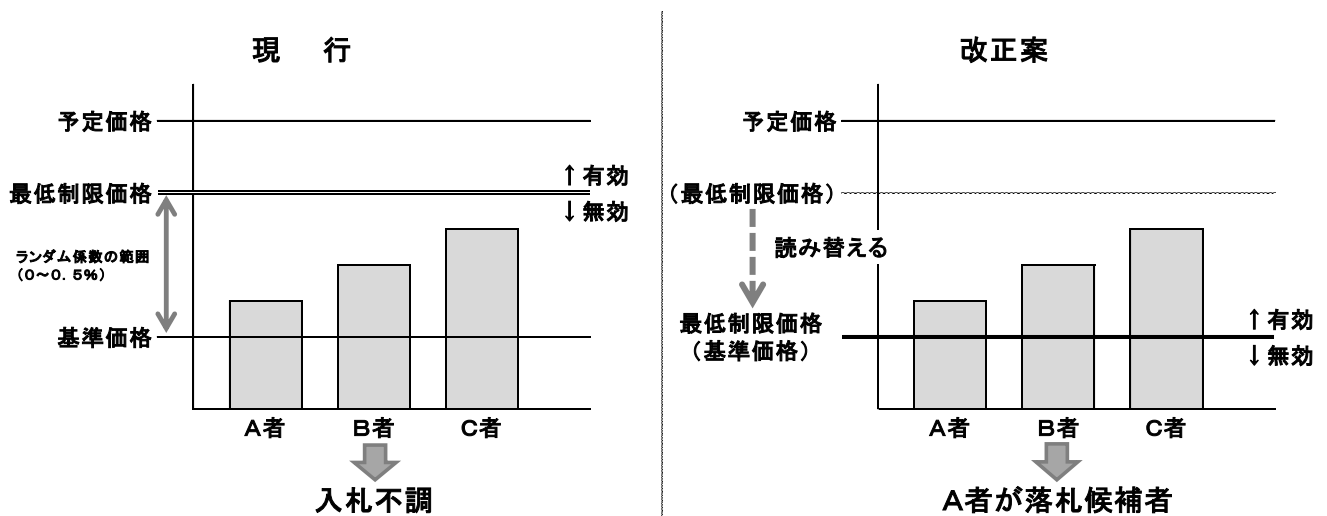 現　行
予定価格
最低制限価格
↑有効
↓無効
ランダム係数の範囲
（０～０．５％）
基準価格
Ａ者
Ｂ者
Ｃ者
入札不調
改正案
予定価格
（最低制限価格）
読み替える
最低制限価格
（基準価格）
↑有効
↓無効
Ａ者
Ｂ者
Ｃ者
Ａ者が落札候補者